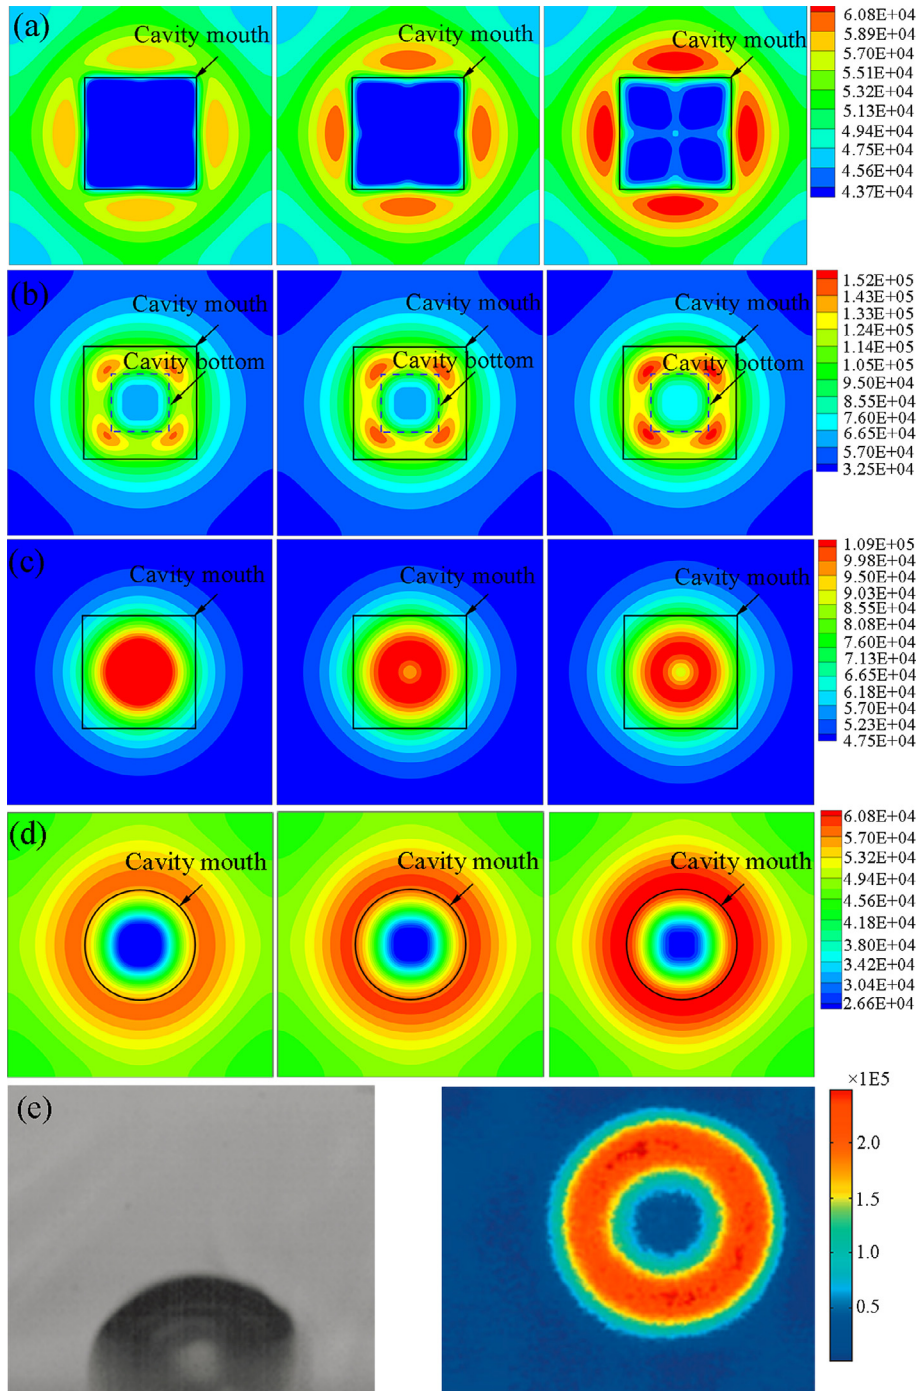 (a)
Cavity mouth
Cavity mouth
Cavity mouth
6.08E+04
5.89E+04
5.70E+04
5.51E+04
5.32E+04
5.13E+04
4.94E+04
4.75E+04
4.56E+04
4.37E+04
(b)
Cavity mouth
Cavity bottom
Cavity mouth
Cavity bottom
Cavity mouth
Cavity bottom
1.52E+05
1.43E+05
1.33E+05
1.24E+05
1.14E+05
1.05E+05
9.50E+04
8.55E+04
7.60E+04
6.65E+04
5.70E+04
3.25E+04
(c)
Cavity mouth
Cavity mouth
Cavity mouth
1.09E+05
9.98E+04
9.50E+04
9.03E+04
8.55E+04
8.08E+04
7.60E+04
7.13E+04
6.65E+04
6.18E+04
5.70E+04
5.23E+04
4.75E+04
(d)
Cavity mouth
Cavity mouth
Cavity mouth
6.08E+04
5.70E+04
5.32E+04
4.94E+04
4.56E+04
4.18E+04
3.80E+04
3.42E+04
3.04E+04
2.66E+04
(e)
×1E5
2.0
1.5
1.0
0.5